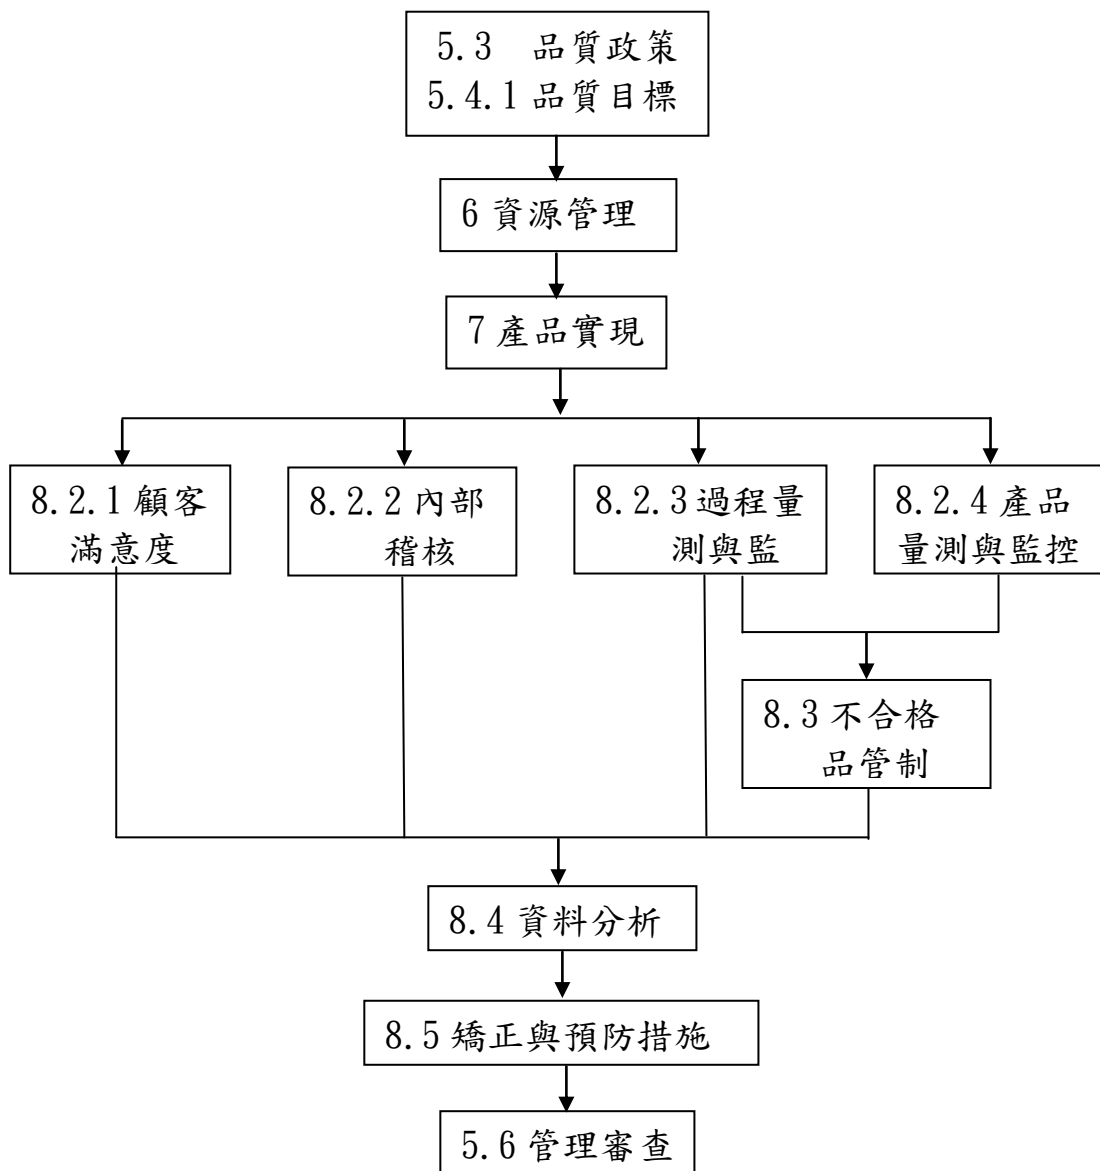 5.3 品質政策
5.4.1 品質目標
6 資源管理
7 產品實現
8.2.1 顧客
滿意度
8.2.2 內部
稽核
8.2.3 過程量
測與監
8.2.4 產品
量測與監控
8.3 不合格
品管制
8.4 資料分析
8.5 矯正與預防措施
5.6 管理審查